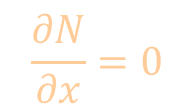 ∂N/∂x = 0